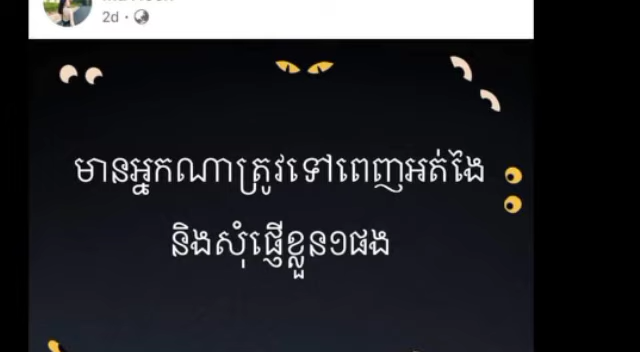 2d ·
មានអ្នកណាត្រូវទៅពេញអត់ងៃ
និងសុំផ្ញើខ្លួន១ផង